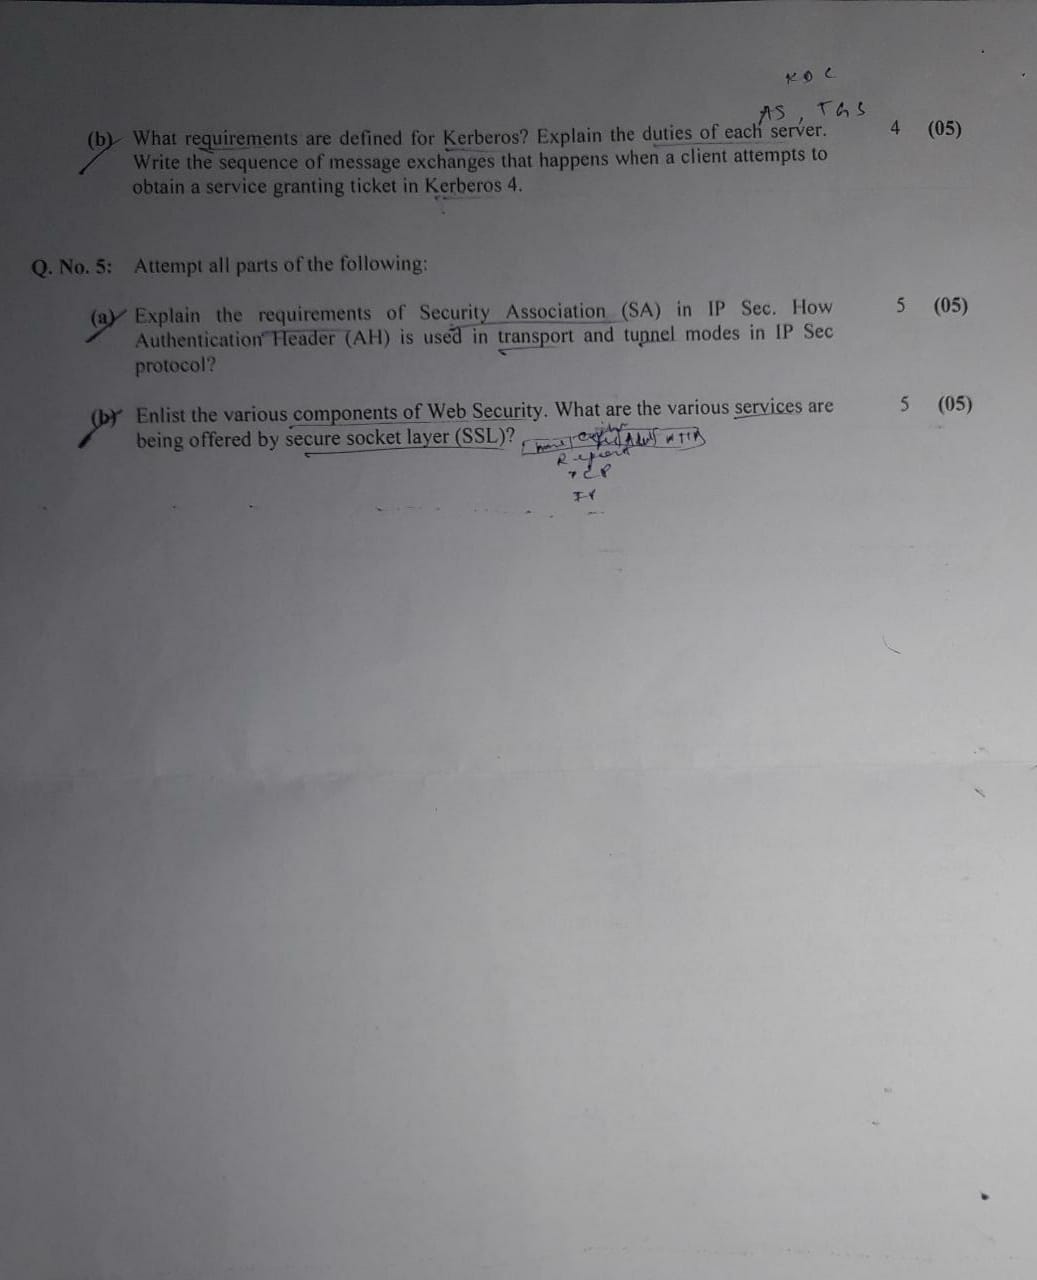 KDC
AS, TGS
(b) What requirements are defined for Kerberos? Explain the duties of each server. 4 (05)
Write the sequence of message exchanges that happens when a client attempts to
obtain a service granting ticket in Kerberos 4.
Q. No. 5: Attempt all parts of the following:
(a) Explain the requirements of Security Association (SA) in IP Sec. How 5 (05)
Authentication Header (AH) is used in transport and tunnel modes in IP Sec
protocol?
(b) Enlist the various components of Web Security. What are the various services are 5 (05)
being offered by secure socket layer (SSL)?
TCP
IP